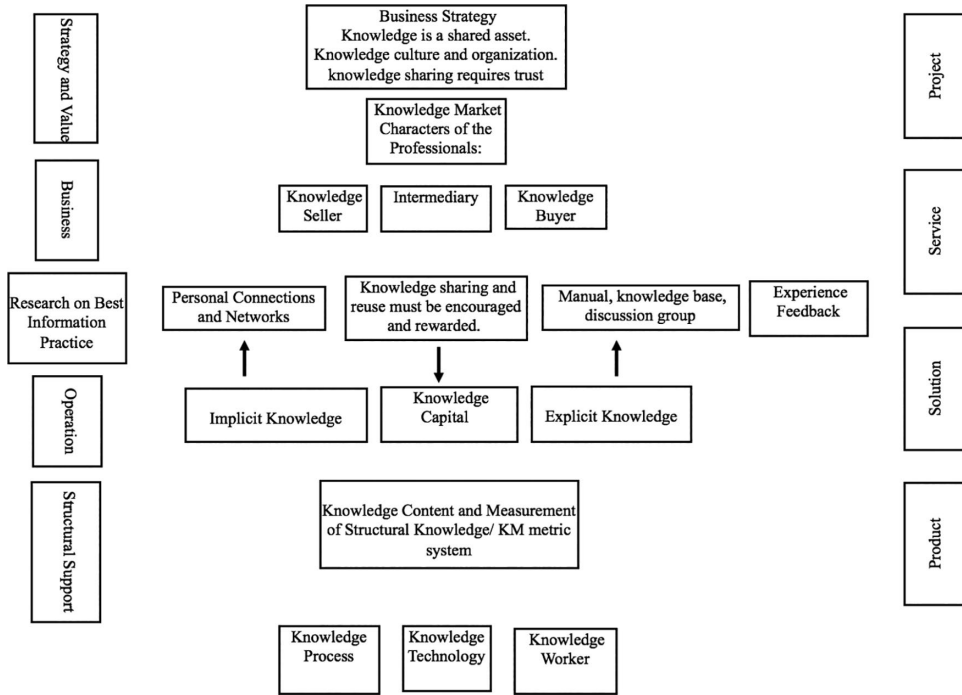 Strategy and Value
Business Strategy
Knowledge is a shared asset.
Knowledge culture and organization.
knowledge sharing requires trust
Project
Knowledge Market
Characters of the
Professionals:
Business
Knowledge
Seller
Intermediary
Knowledge
Buyer
Service
Research on Best
Information
Practice
Personal Connections
and Networks
Knowledge sharing and
reuse must be encouraged
and rewarded.
Manual, knowledge base,
discussion group
Experience
Feedback
Operation
Implicit Knowledge
Knowledge
Capital
Explicit Knowledge
Solution
Structural Support
Knowledge Content and Measurement
of Structural Knowledge/ KM metric
system
Product
Knowledge
Process
Knowledge
Technology
Knowledge
Worker